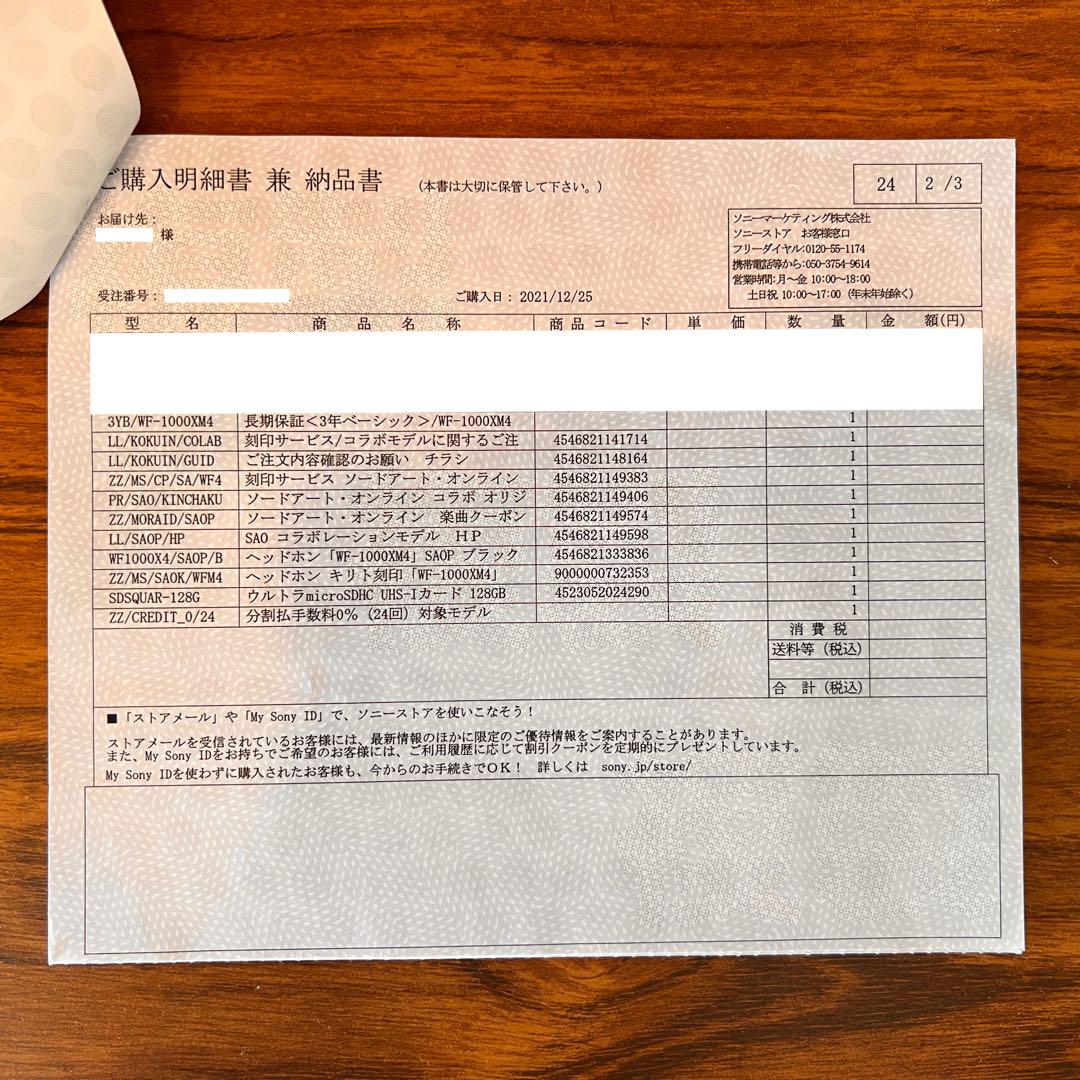 ご購入明細書 兼 納品書 (本書は大切に保管して下さい。)
24 2 /3
お届け先：
様
ソニーマーケティング株式会社
ソニーストア お客様窓口
フリーダイヤル:0120-55-1174
携帯電話等から:050-3754-9614
営業時間:月～金 10:00～18:00
土日祝 10:00～17:00 (年末年始除く)
受注番号： ご購入日： 2021/12/25
型 名 商 品 名 称 商品コード 単 価 数 量 金 額(円)
3YB/WF-1000XM4 長期保証＜3年ベーシック＞/WF-1000XM4 1
LL/KOKUIN/COLAB 刻印サービス/コラボモデルに関するご注 4546821141714 1
LL/KOKUIN/GUID ご注文内容確認のお願い チラシ 4546821148164 1
ZZ/MS/CP/SA/WF4 刻印サービス ソードアート・オンライン 4546821149383 1
PR/SAO/KINCHAKU ソードアート・オンライン コラボ オリジ 4546821149406 1
ZZ/MORAID/SAOP ソードアート・オンライン 楽曲クーポン 4546821149574 1
LL/SAOP/HP SAO コラボレーションモデル ＨＰ 4546821149598 1
WF1000X4/SAOP/B ヘッドホン「WF-1000XM4」SAOP ブラック 4546821333836 1
ZZ/MS/SAOK/WFM4 ヘッドホン キリト刻印「WF-1000XM4」 9000000732353 1
SDSQUAR-128G ウルトラmicroSDHC UHS-Iカード 128GB 4523052024290 1
ZZ/CREDIT_0/24 分割払手数料0% (24回) 対象モデル 1
消 費 税
送料等 (税込)
合 計 (税込)
■「ストアメール」や「My Sony ID」で、ソニーストアを使いこなそう！
ストアメールを受信されているお客様には、最新情報のほかに限定のご優待情報をご案内することがあります。
また、My Sony IDをお持ちでご希望のお客様には、ご利用履歴に応じて割引クーポンを定期的にプレゼントしています。
My Sony IDを使わずに購入されたお客様も、今からのお手続きでＯＫ！ 詳しくは sony.jp/store/